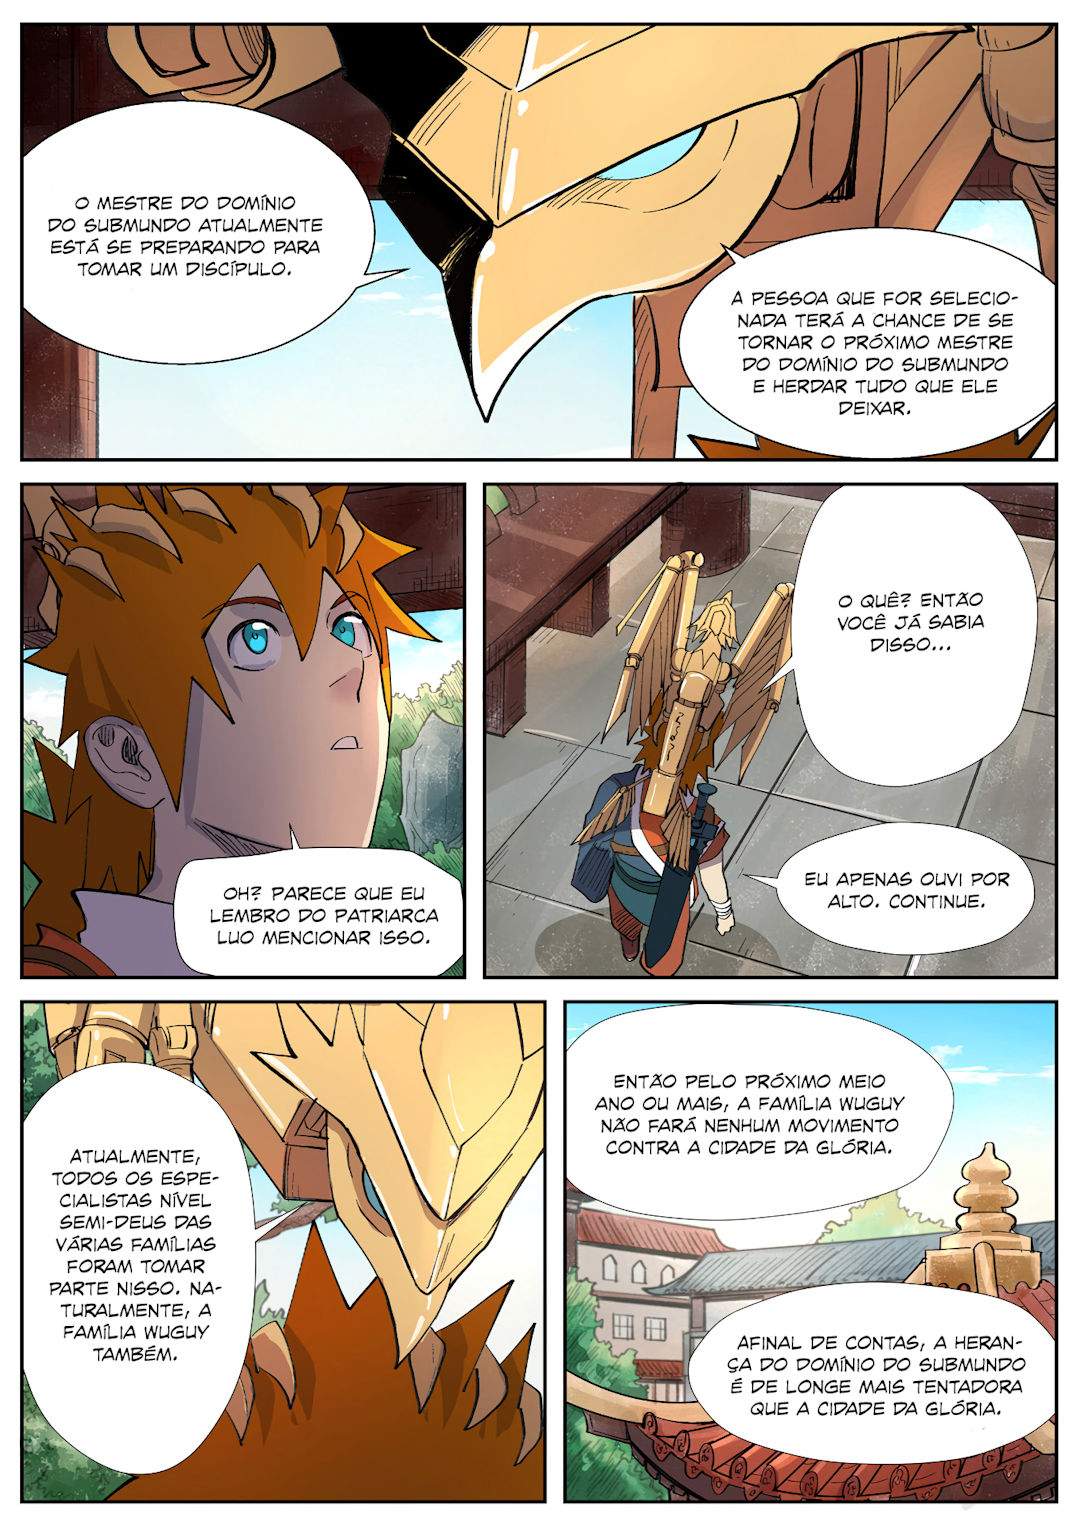 O MESTRE DO DOMÍNIO
DO SUBMUNDO ATUALMENTE
ESTÁ SE PREPARANDO PARA
TOMAR UM DISCÍPULO.
A PESSOA QUE FOR SELECIO-
NADA TERÁ A CHANCE DE SE
TORNAR O PRÓXIMO MESTRE
DO DOMÍNIO DO SUBMUNDO
E HERDAR TUDO QUE ELE
DEIXAR.
OH? PARECE QUE EU
LEMBRO DO PATRIARCA
LUO MENCIONAR ISSO.
O QUÊ? ENTÃO
VOCÊ JÁ SABIA
DISSO...
EU APENAS OUVI POR
ALTO. CONTINUE.
ATUALMENTE,
TODOS OS ESPE-
CIALISTAS NÍVEL
SEMI-DEUS DAS
VÁRIAS FAMÍLIAS
FORAM TOMAR
PARTE NISSO. NA-
TURALMENTE, A
FAMÍLIA WUGUY
TAMBÉM.
ENTÃO PELO PRÓXIMO MEIO
ANO OU MAIS, A FAMÍLIA WUGUY
NÃO FARÁ NENHUM MOVIMENTO
CONTRA A CIDADE DA GLÓRIA.
AFINAL DE CONTAS, A HERAN-
ÇA DO DOMÍNIO DO SUBMUNDO
É DE LONGE MAIS TENTADORA
QUE A CIDADE DA GLÓRIA.